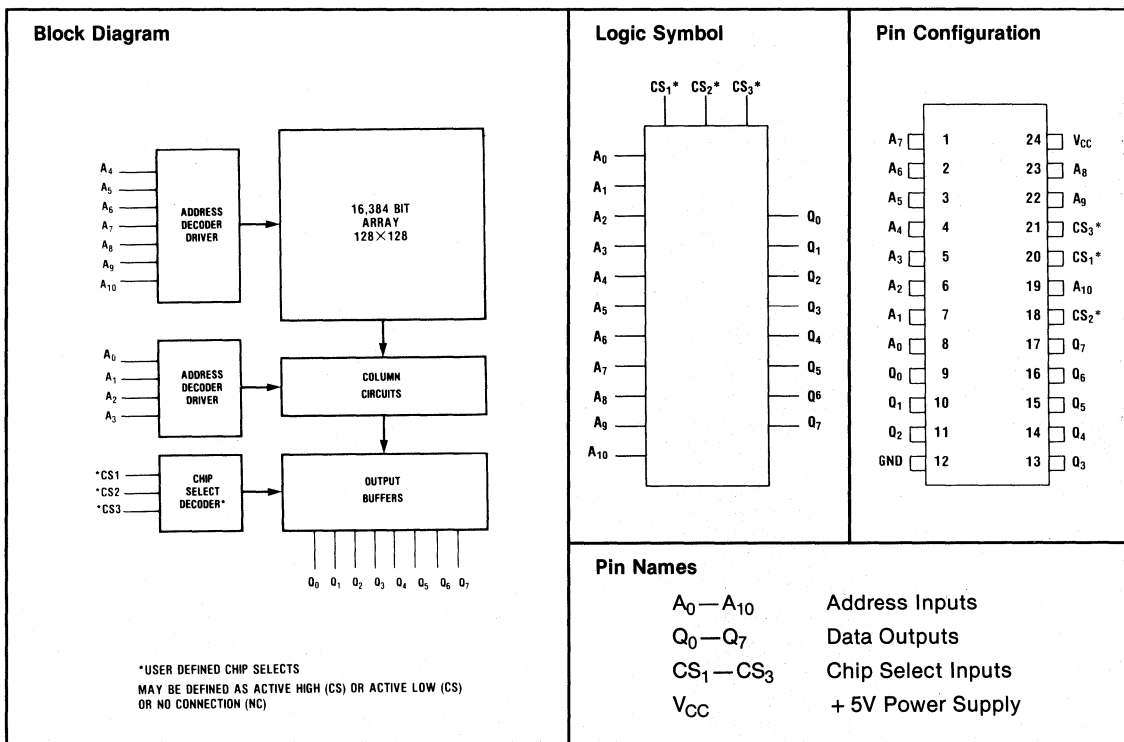 Block Diagram
A4
A5
A6
A7
A8
A9
A10
ADDRESS
DECODER
DRIVER
16,384 BIT
ARRAY
128×128
A0
A1
A2
A3
ADDRESS
DECODER
DRIVER
COLUMN
CIRCUITS
*CS1
*CS2
*CS3
CHIP
SELECT
DECODER*
OUTPUT
BUFFERS
Q0 Q1 Q2 Q3 Q4 Q5 Q6 Q7
*USER DEFINED CHIP SELECTS
MAY BE DEFINED AS ACTIVE HIGH (CS) OR ACTIVE LOW (CS)
OR NO CONNECTION (NC)
Logic Symbol
CS1* CS2* CS3*
A0
A1
A2
A3
A4
A5
A6
A7
A8
A9
A10
Q0
Q1
Q2
Q3
Q4
Q5
Q6
Q7
Pin Configuration
A7 1 24 VCC
A6 2 23 A8
A5 3 22 A9
A4 4 21 CS3*
A3 5 20 CS1*
A2 6 19 A10
A1 7 18 CS2*
A0 8 17 Q7
Q0 9 16 Q6
Q1 10 15 Q5
Q2 11 14 Q4
GND 12 13 Q3
Pin Names
A0—A10 Address Inputs
Q0—Q7 Data Outputs
CS1—CS3 Chip Select Inputs
VCC + 5V Power Supply